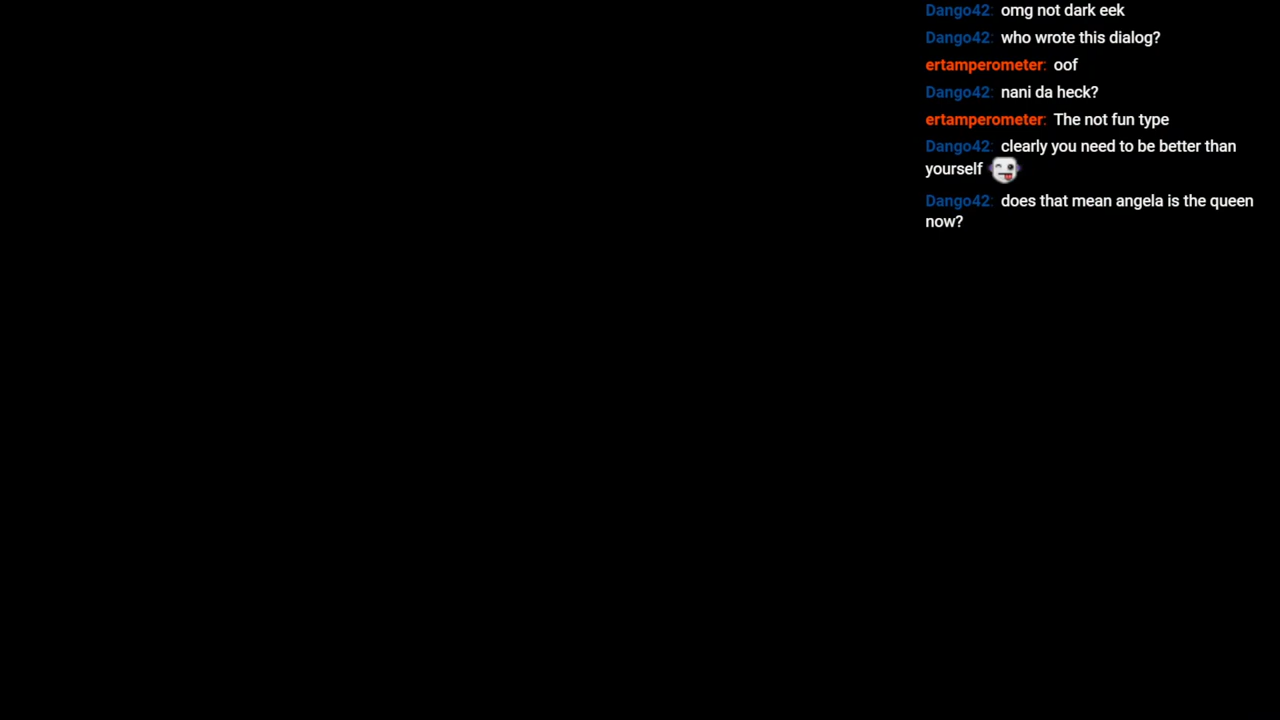 Dango42: omg not dark eek
Dango42: who wrote this dialog?
ertamperometer: oof
Dango42: nani da heck?
ertamperometer: The not fun type
Dango42: clearly you need to be better than
yourself
Dango42: does that mean angela is the queen
now?